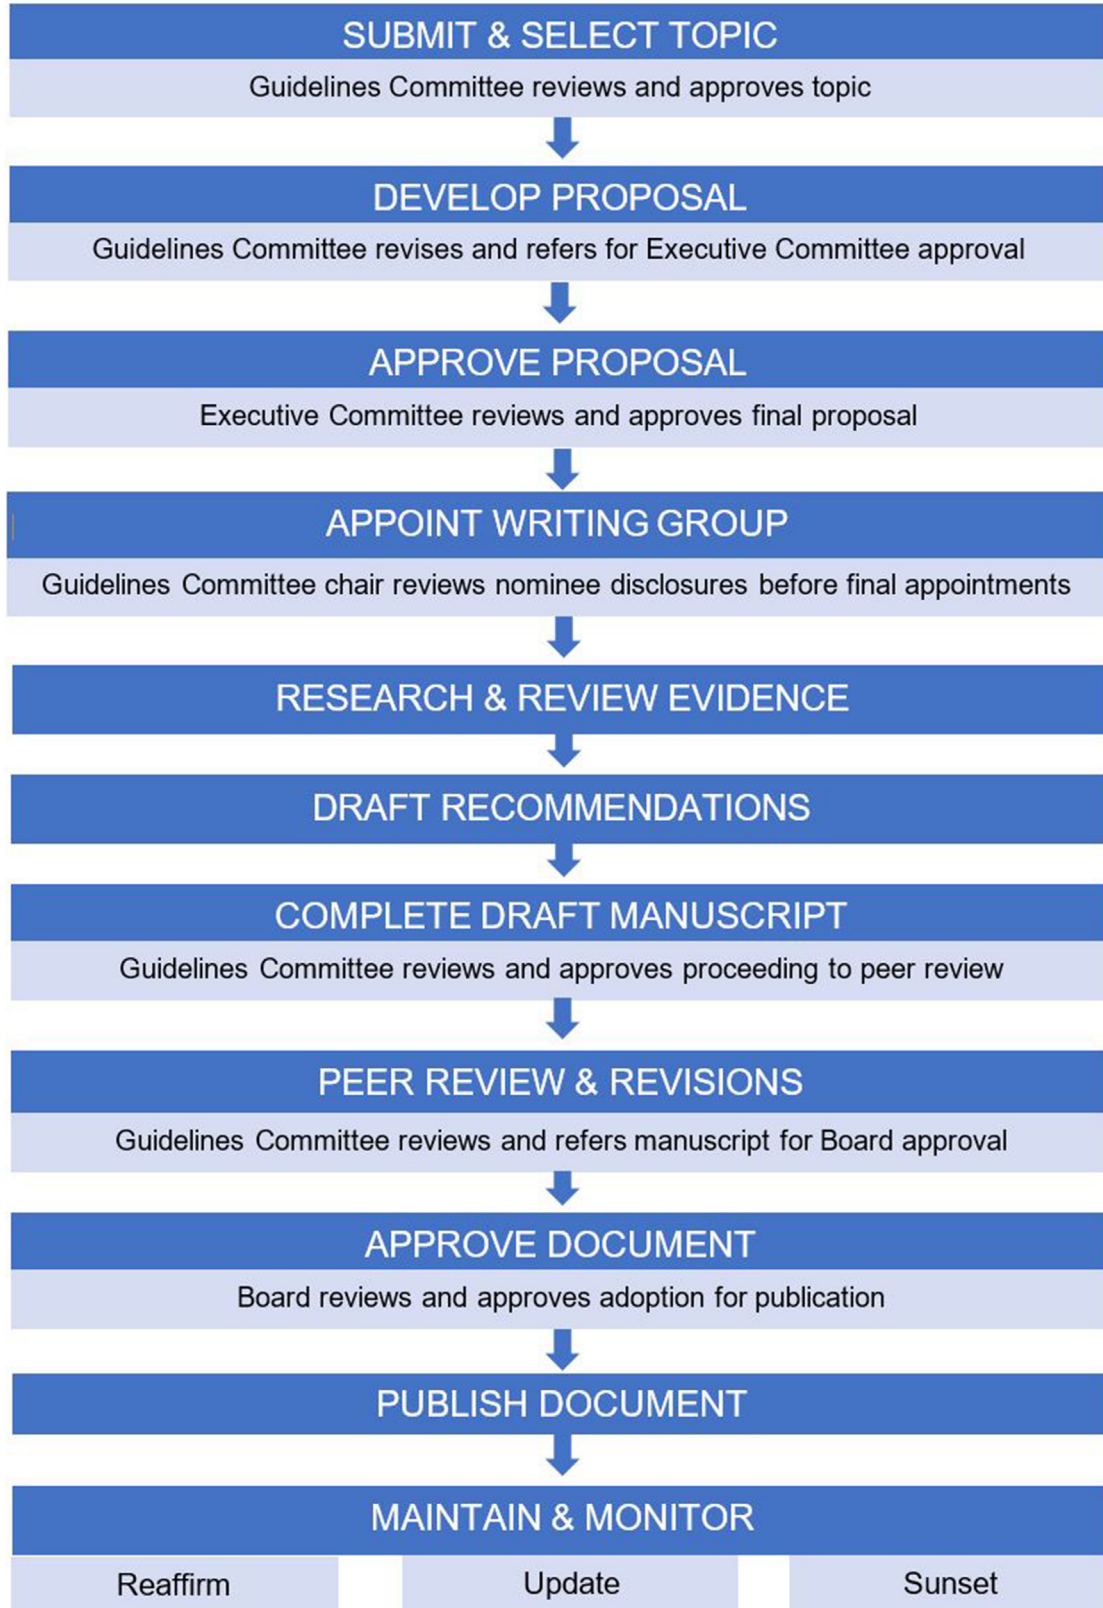 SUBMIT & SELECT TOPIC
Guidelines Committee reviews and approves topic
DEVELOP PROPOSAL
Guidelines Committee revises and refers for Executive Committee approval
APPROVE PROPOSAL
Executive Committee reviews and approves final proposal
APPOINT WRITING GROUP
Guidelines Committee chair reviews nominee disclosures before final appointments
RESEARCH & REVIEW EVIDENCE
DRAFT RECOMMENDATIONS
COMPLETE DRAFT MANUSCRIPT
Guidelines Committee reviews and approves proceeding to peer review
PEER REVIEW & REVISIONS
Guidelines Committee reviews and refers manuscript for Board approval
APPROVE DOCUMENT
Board reviews and approves adoption for publication
PUBLISH DOCUMENT
MAINTAIN & MONITOR
Reaffirm Update Sunset